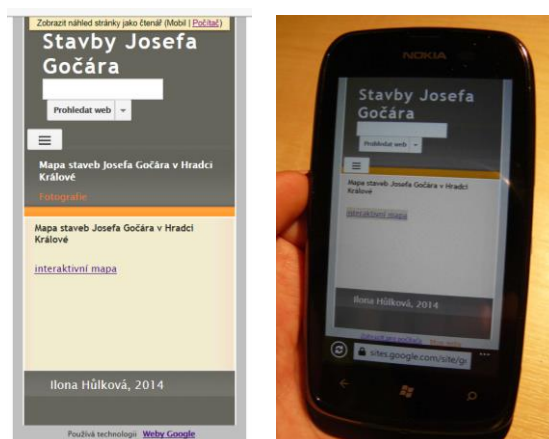 Zobrazit náhled stránky jako čtenář (Mobil | Počítač)
Stavby Josefa
Gočára
Prohledat web
Mapa staveb Josefa Gočára v Hradci
Králové
Fotografie
Mapa staveb Josefa Gočára v Hradci
Králové
interaktivní mapa
Ilona Hůlková, 2014
Používá technologii Weby Google
NOKIA
Stavby Josefa
Gočára
Prohledat web
Mapa staveb Josefa Gočára v Hradci
Králové
interaktivní mapa
Ilona Hůlková, 2014
sites.google.com/site/g